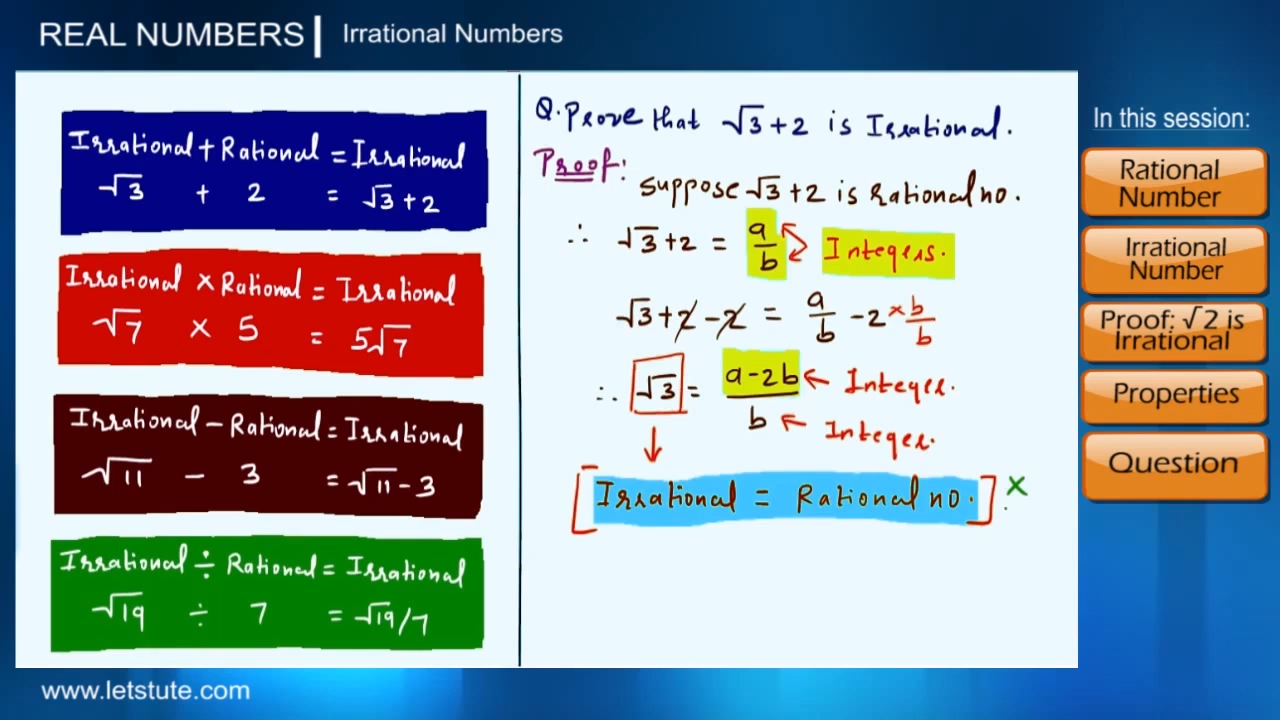 REAL NUMBERS | Irrational Numbers
Irrational + Rational = Irrational
√3 + 2 = √3 + 2
Irrational × Rational = Irrational
√7 × 5 = 5√7
Irrational - Rational = Irrational
√11 - 3 = √11 - 3
Irrational ÷ Rational = Irrational
√19 ÷ 7 = √19/7
Q. Prove that √3 + 2 is Irrational.
Proof:
Suppose √3 + 2 is Rational no.
∴ √3 + 2 = a/b Integers.
√3 + 2 - 2 = a/b - 2 × b/b
∴ √3 = a - 2b ← Integer.
b ← Integer.
[Irrational = Rational no.] ×
In this session:
Rational
Number
Irrational
Number
Proof: √2 is
Irrational
Properties
Question
www.letstute.com